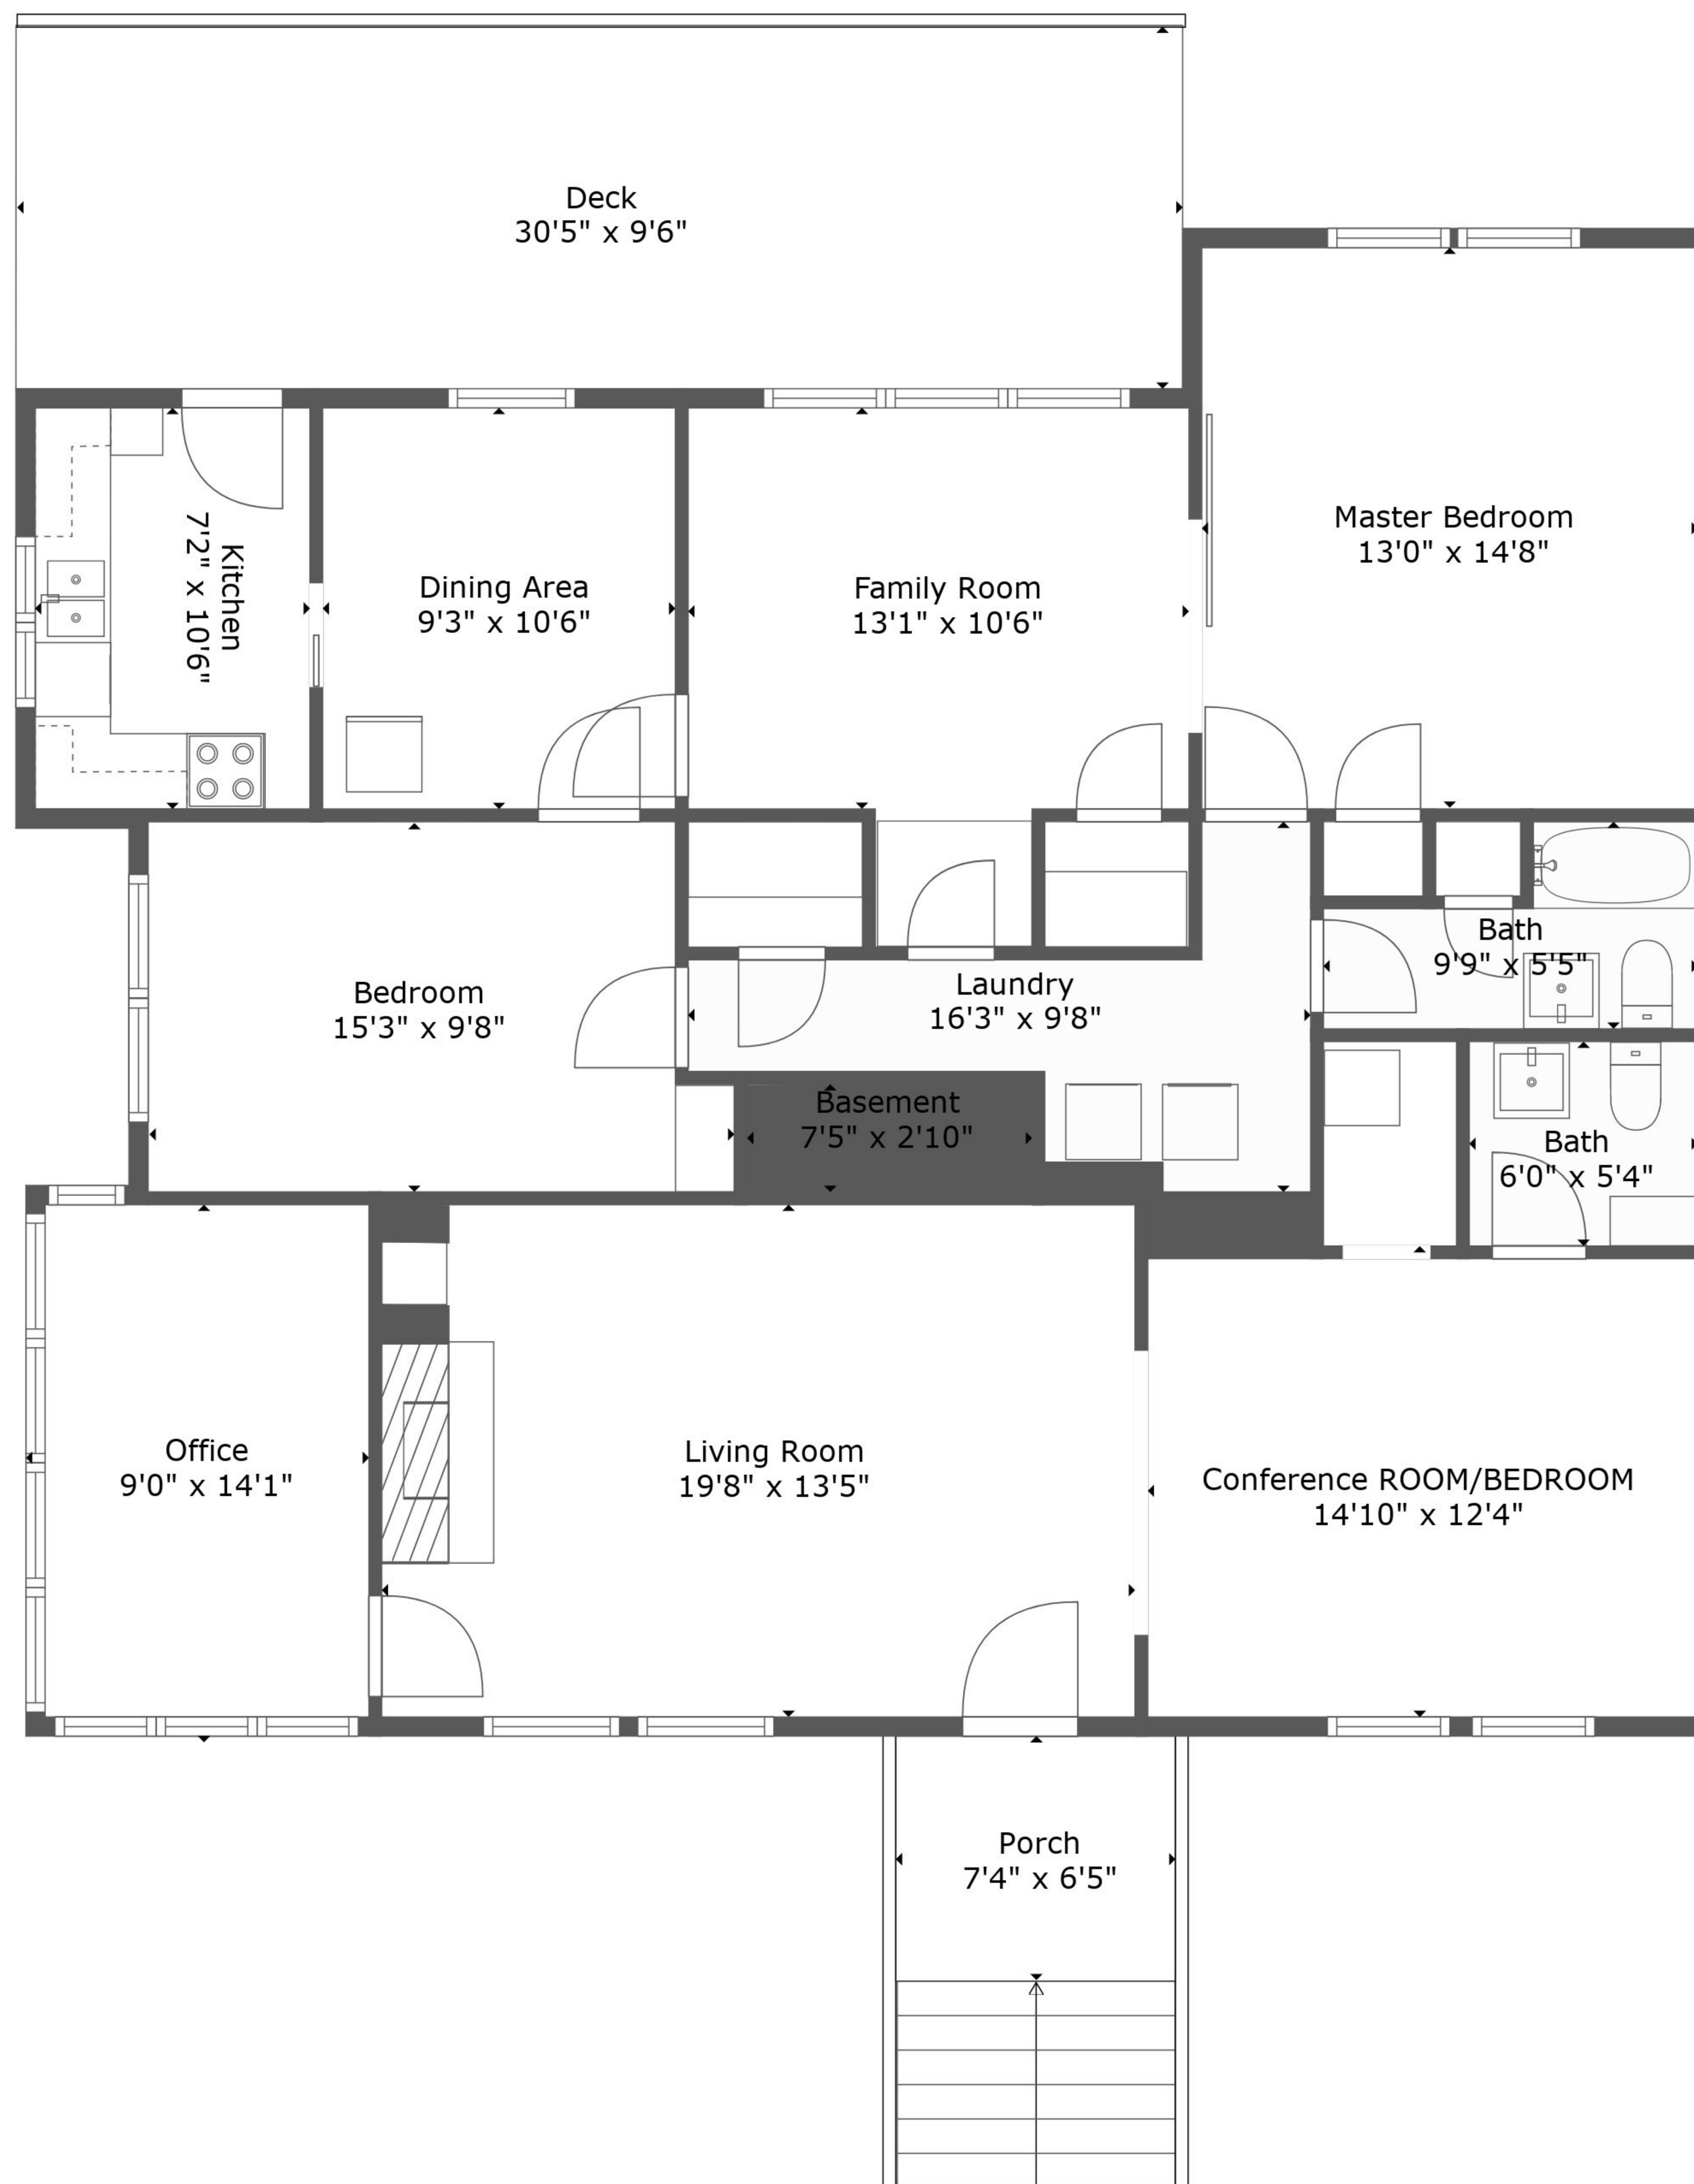 Deck
30'5" x 9'6"
Master Bedroom
13'0" x 14'8"
Kitchen
7'2" x 10'6"
Dining Area
9'3" x 10'6"
Family Room
13'1" x 10'6"
Bath
9'9" x 5'5"
Bedroom
15'3" x 9'8"
Laundry
16'3" x 9'8"
Basement
7'5" x 2'10"
Bath
6'0" x 5'4"
Office
9'0" x 14'1"
Living Room
19'8" x 13'5"
Conference ROOM/BEDROOM
14'10" x 12'4"
Porch
7'4" x 6'5"